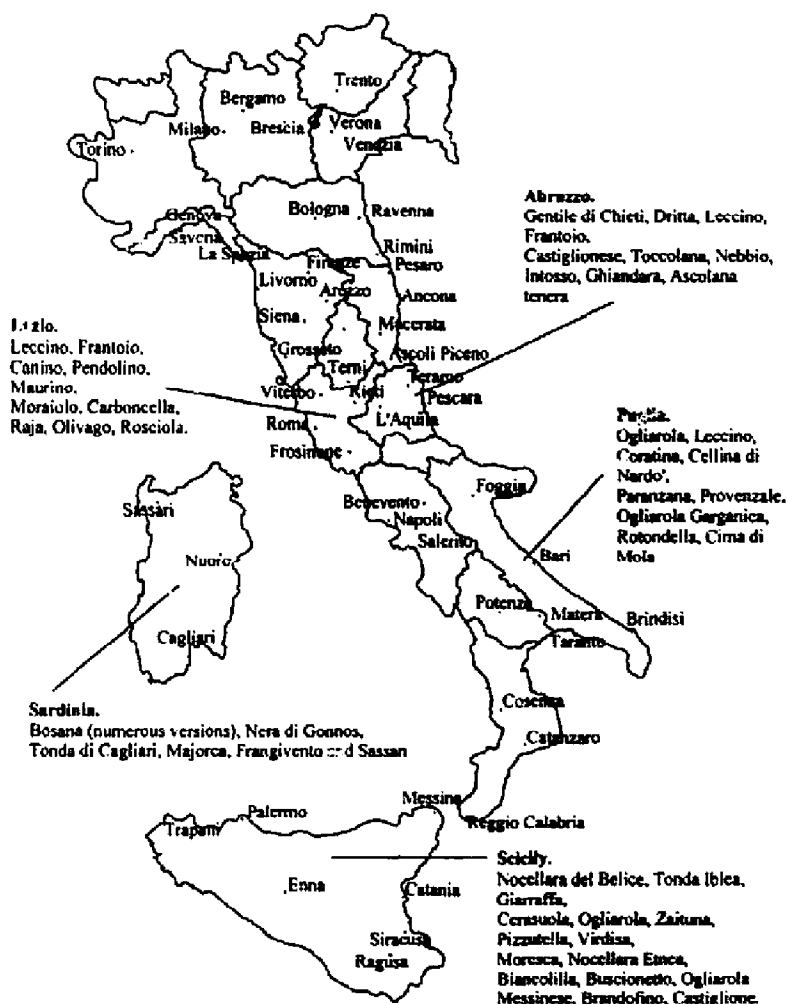 Trento
Bergamo
Milano
Brescia
Verona
Venezia
Torino
Genova
Bologna
Ravenna
Savena
La Spezia
Rimini
Firenze
Pesaro
Livorno
Arezzo
Ancona
Siena
Macerata
Grosseto
Ascoli Piceno
Terni
Teramo
Viterbo
Rieti
Pescara
Roma
L'Aquila
Frosinone
Abruzzo.
Gentile di Chieti, Dritta, Leccino,
Frantoio.
Castiglionese, Toccolana, Nebbio,
Intosso, Ghiandara, Ascolana
tenera
Lazlo.
Leccino, Frantoio,
Canino, Pendolino,
Maurino.
Moraiolo, Carboncella,
Raja, Olivago, Rosciola.
Puglia.
Ogliarola, Leccino,
Coratina, Cellina di
Nardo',
Paranzana, Provenzale,
Ogliarola Garganica,
Rotondella, Cima di
Mola
Foggia
Benevento
Napoli
Salerno
Bari
Potenza
Matera
Brindisi
Taranto
Sassari
Nuoro
Cagliari
Cosenza
Catanzaro
Sardinia.
Bosana (numerous versions), Nera di Gonnos,
Tonda di Cagliari, Majorca, Frangivento and Sassari
Messina
Palermo
Reggio Calabria
Trapani
Enna
Catania
Siracusa
Ragusa
Scicily.
Nocellara del Belice, Tonda Iblea,
Giarraffa,
Cerasuola, Ogliarola, Zaituna,
Pizzutella, Virdisa,
Moresca, Nocellara Etnea,
Biancolilla, Buscionetto, Ogliarola
Messinese, Brandofino, Castiglione,